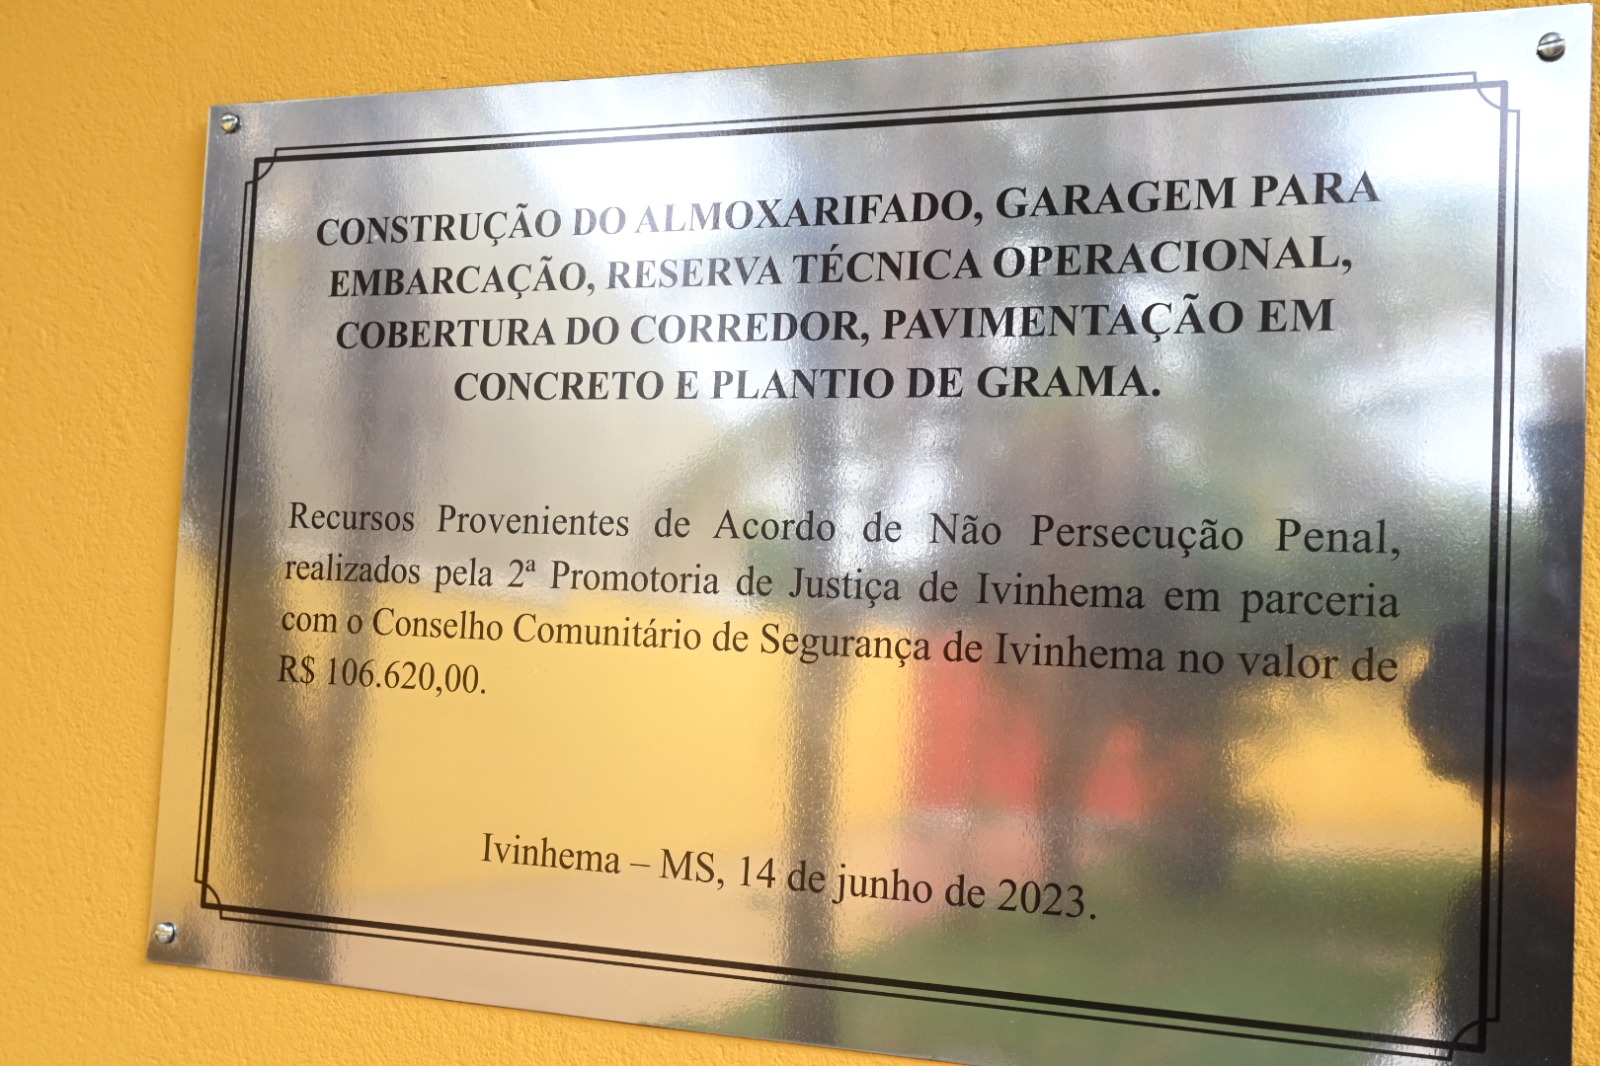 CONSTRUÇÃO DO ALMOXARIFADO, GARAGEM PARA
EMBARCAÇÃO, RESERVA TÉCNICA OPERACIONAL,
COBERTURA DO CORREDOR, PAVIMENTAÇÃO EM
CONCRETO E PLANTIO DE GRAMA.
Recursos Provenientes de Acordo de Não Persecução Penal,
realizados pela 2ª Promotoria de Justiça de Ivinhema em parceria
com o Conselho Comunitário de Segurança de Ivinhema no valor de
R$ 106.620,00.
Ivinhema – MS, 14 de junho de 2023.